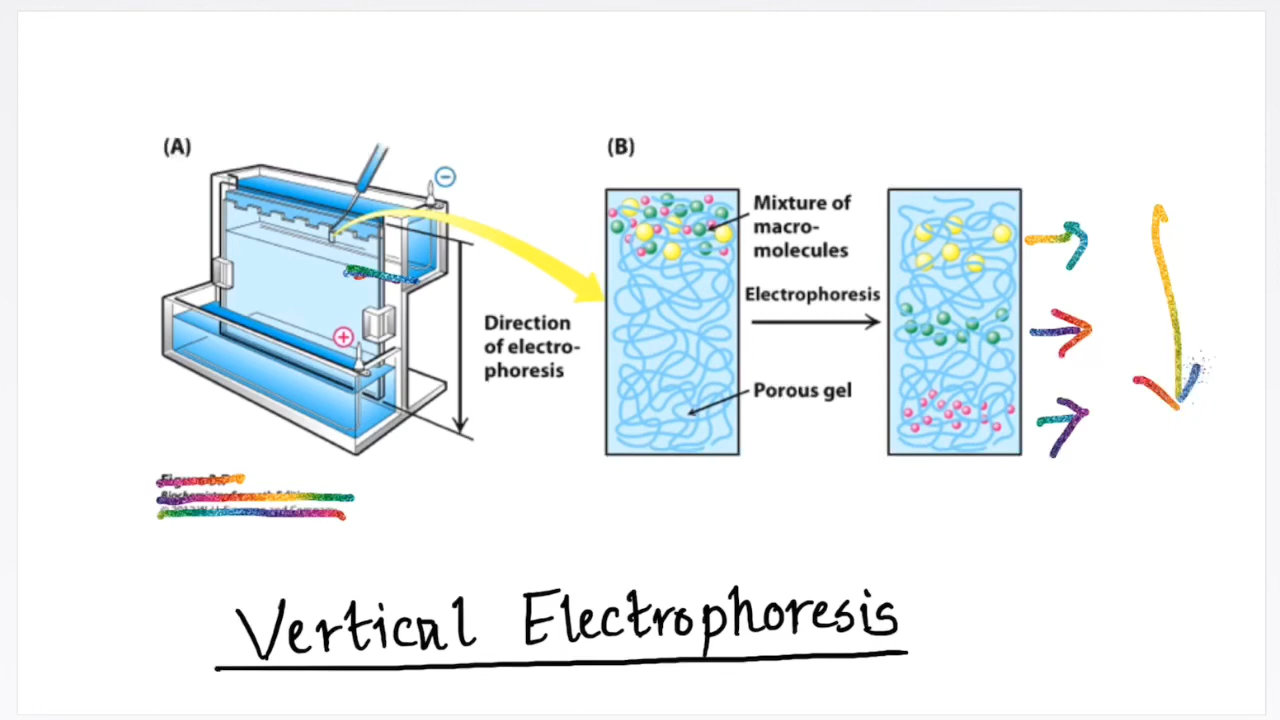 (A)
(B)
−
Mixture of
macro-
molecules
Electrophoresis
+
Direction
of electro-
phoresis
Porous gel
Vertical Electrophoresis